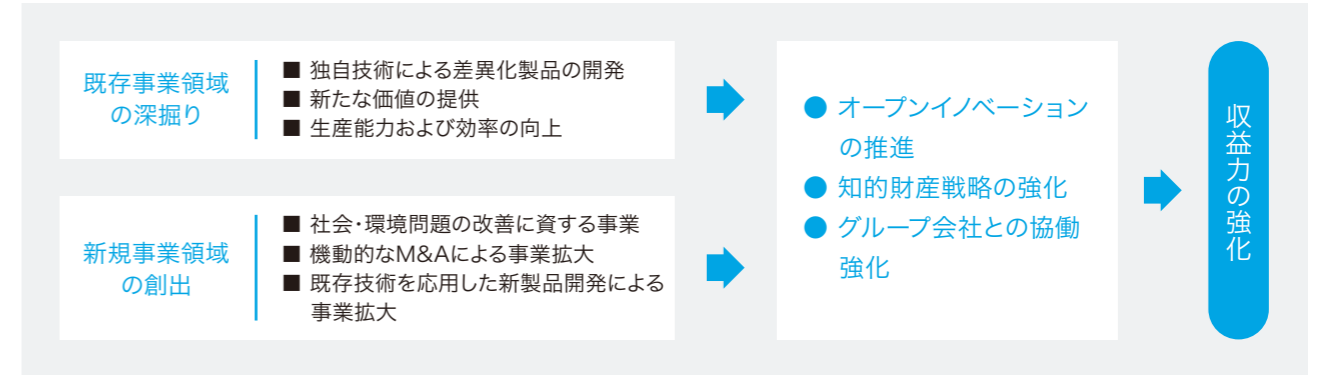 既存事業領域
の深掘り
■ 独自技術による差異化製品の開発
■ 新たな価値の提供
■ 生産能力および効率の向上
新規事業領域
の創出
■ 社会・環境問題の改善に資する事業
■ 機動的なM&Aによる事業拡大
■ 既存技術を応用した新製品開発による
事業拡大
● オープンイノベーション
の推進
● 知的財産戦略の強化
● グループ会社との協働
強化
収益力の強化